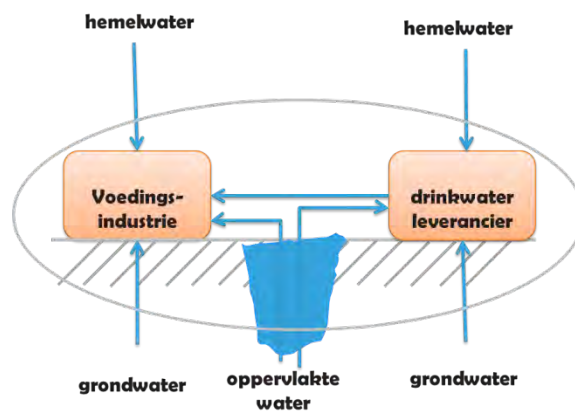 hemelwater
hemelwater
Voedings-
industrie
drinkwater
leverancier
grondwater
oppervlakte
water
grondwater